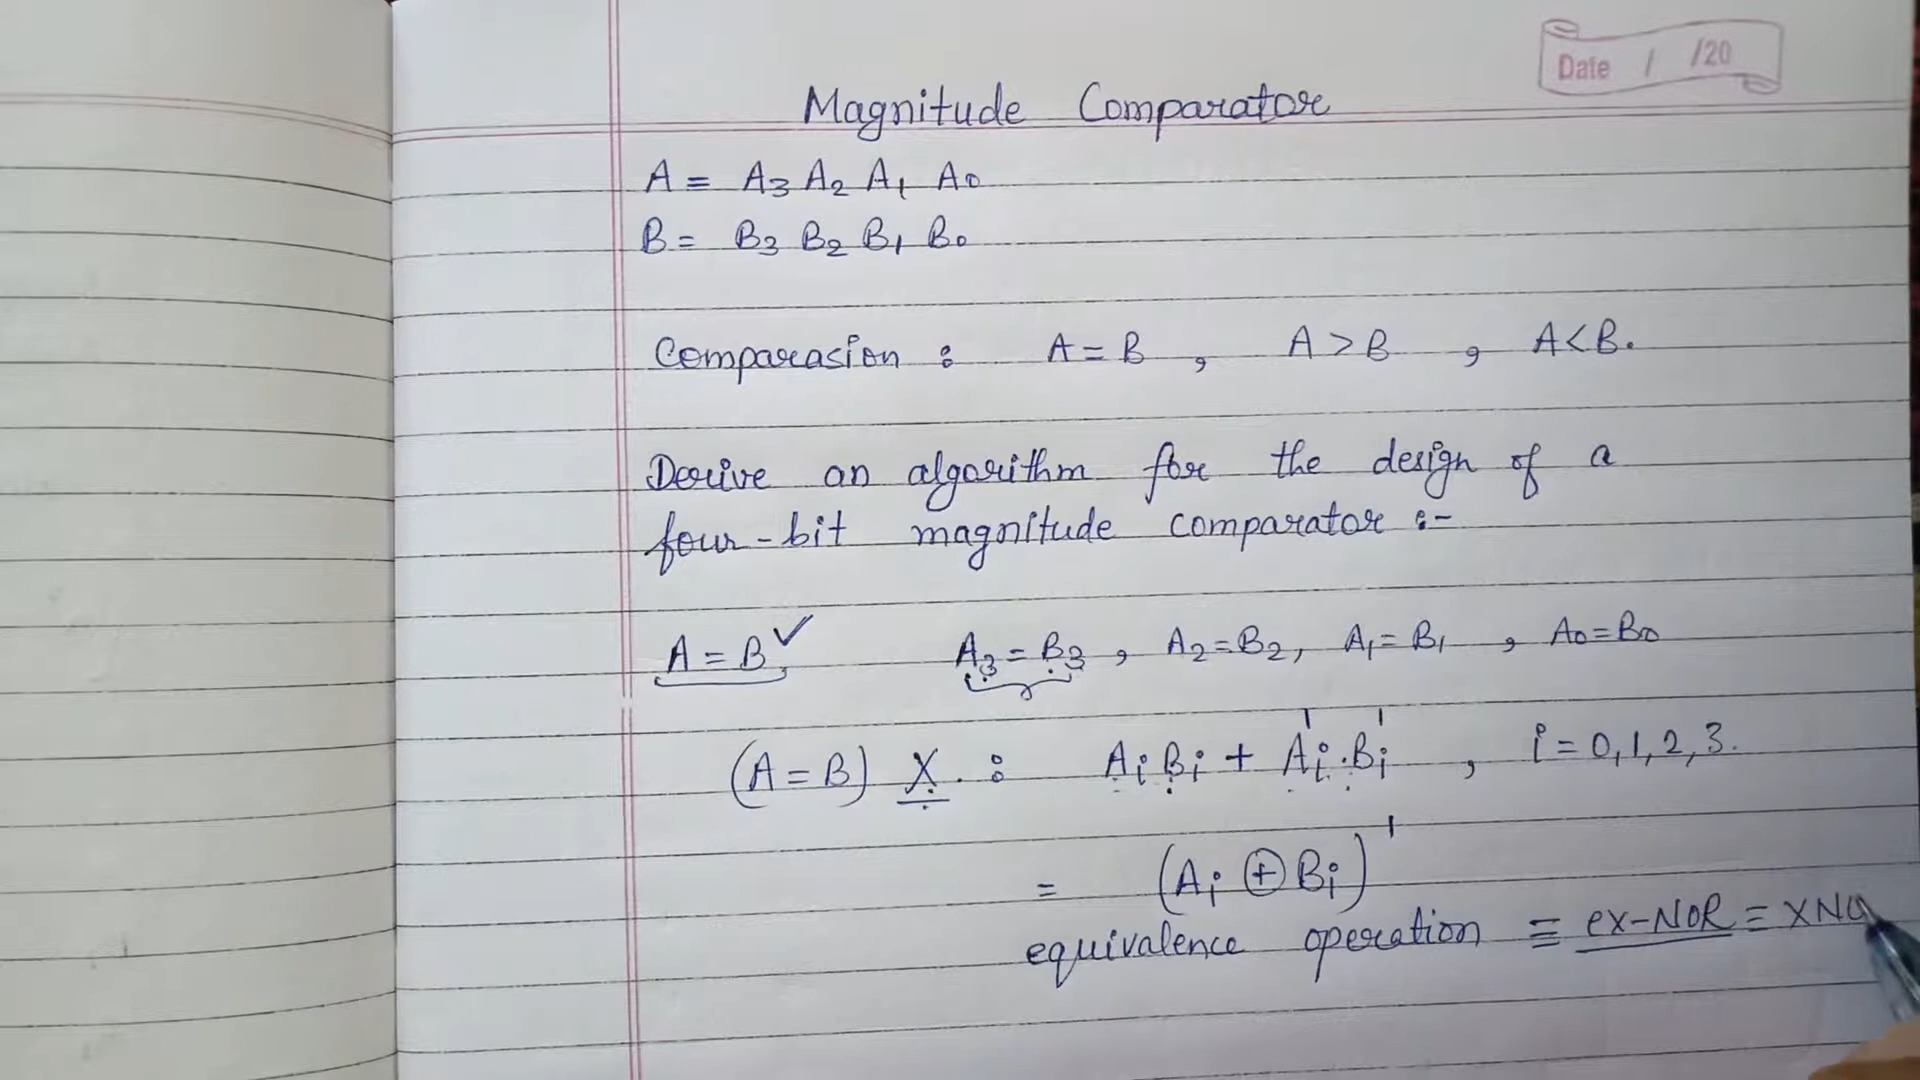 Date / /20
Magnitude Comparator
A = A₃ A₂ A₁ A₀
B = B₃ B₂ B₁ B₀
Comparasion : A = B , A > B , A < B.
Derive an algorithm for the design of a
four-bit magnitude comparator :-
A = B, ✓ A₃ = B₃ , A₂ = B₂, A₁ = B₁ , A₀ = B₀
(A = B) X : AᵢBᵢ + Aᵢ'·Bᵢ' , i = 0, 1, 2, 3.
= (Aᵢ ⊕ Bᵢ)'
equivalence operation ≡ ex-NOR = XNO